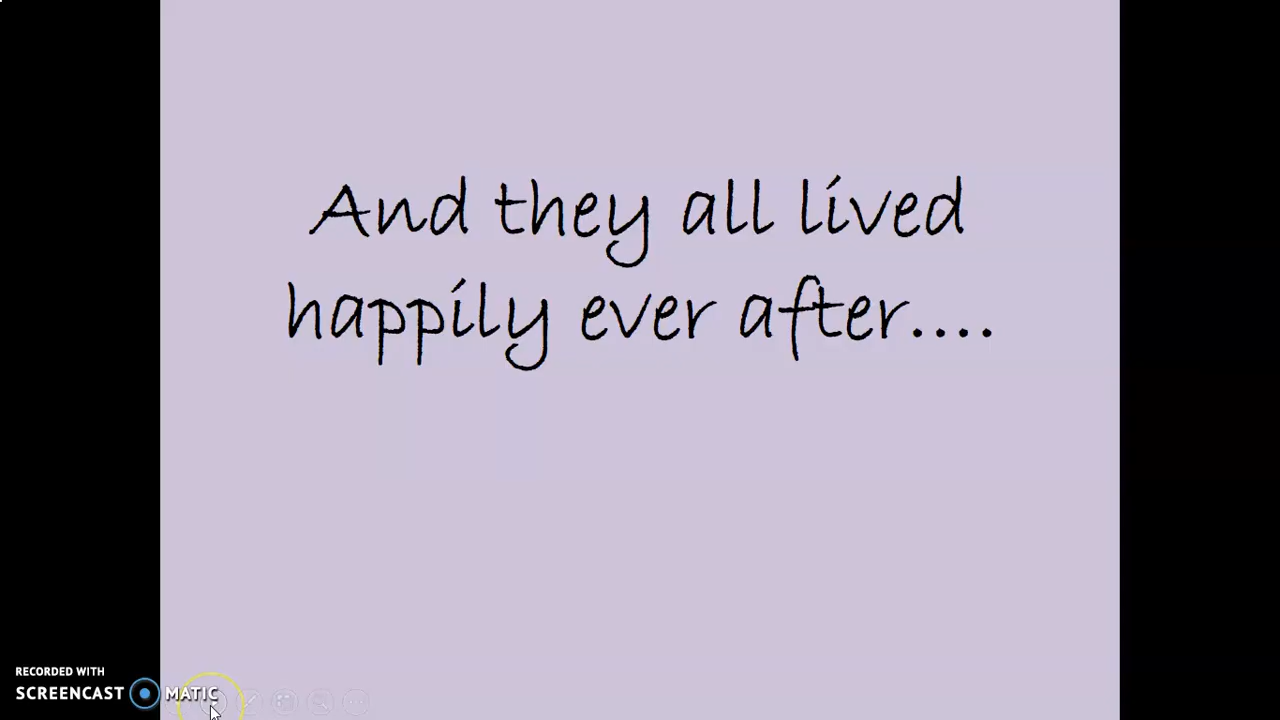 And they all lived
happily ever after....
RECORDED WITH
SCREENCAST MATIC